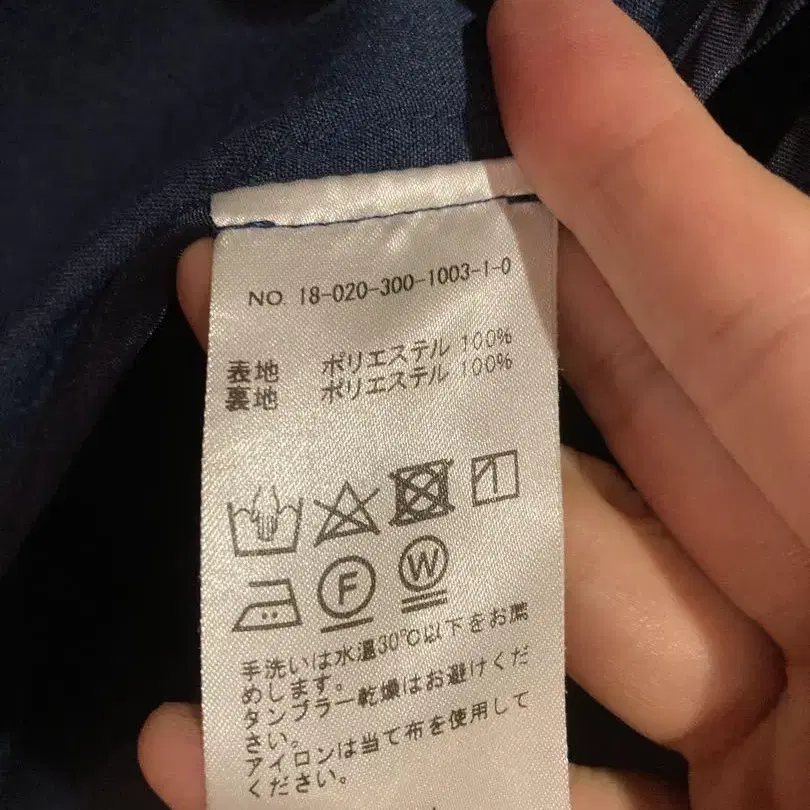 NO. 18-020-300-1003-1-0
表地 ポリエステル 100%
裏地 ポリエステル 100%
F W
手洗いは水温30℃以下をお薦
めします。
タンブラー乾燥はお避けくだ
さい。
アイロンは当て布を使用して
ください。